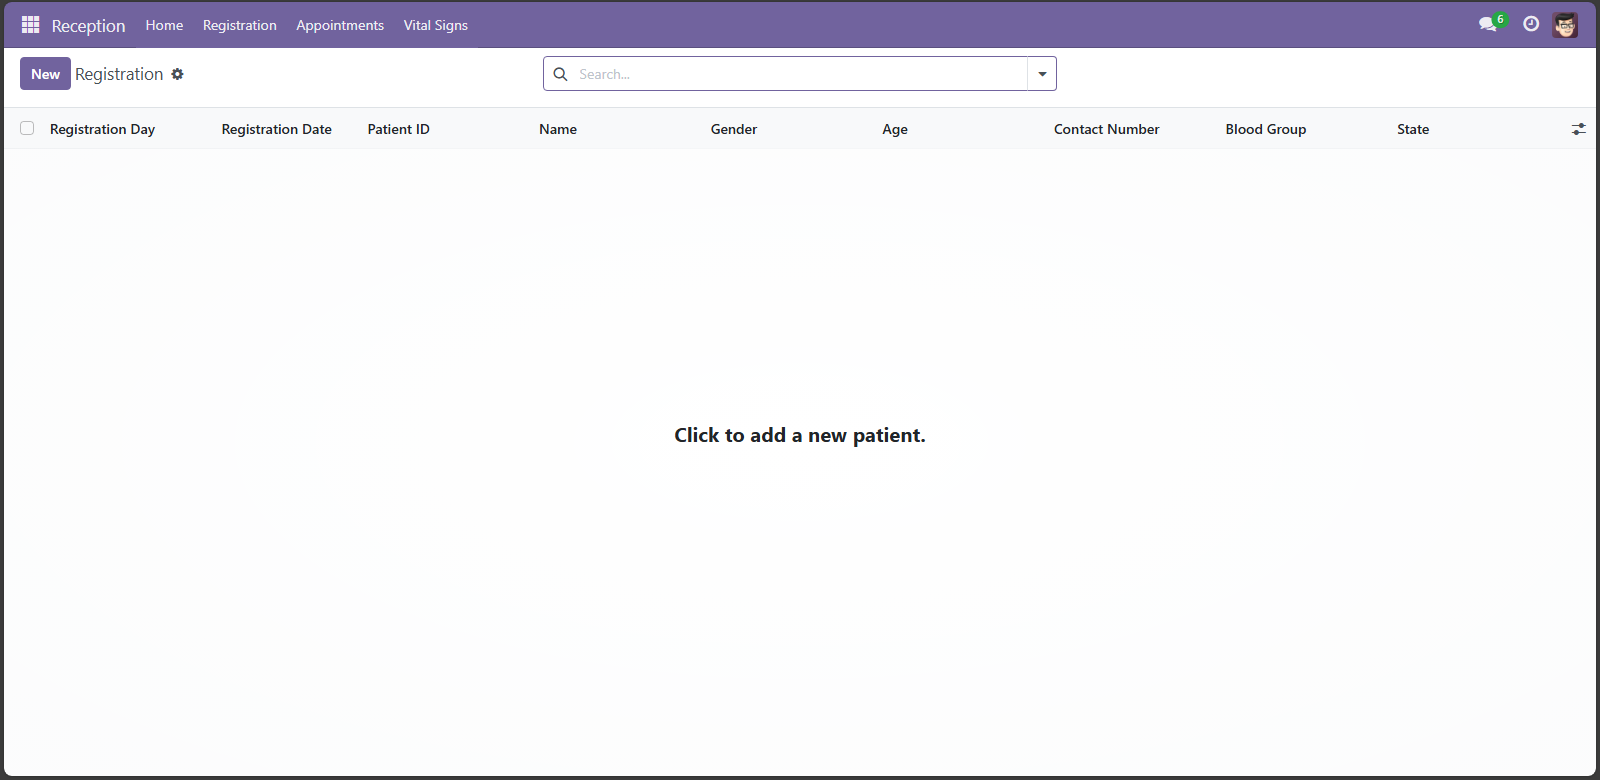 Reception Home Registration Appointments Vital Signs 6
New Registration Search...
Registration Day Registration Date Patient ID Name Gender Age Contact Number Blood Group State
Click to add a new patient.